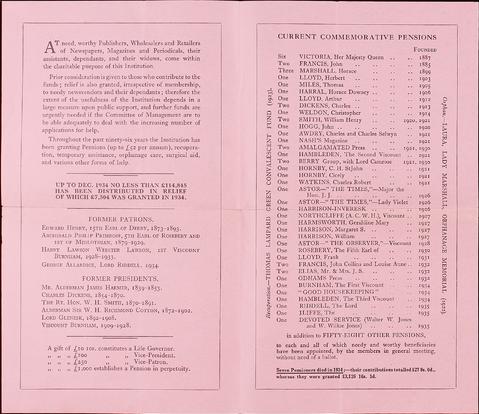 AT need, worthy Publishers, Wholesalers and Retailers
of Newspapers, Magazines and Periodicals, their
assistants, dependants, and their widows, come within
the charitable purpose of this Institution.
Prior consideration is given to those who contribute to the
funds; relief is also granted, irrespective of membership,
to needy newsvendors and their dependants; therefore the
extent of the usefulness of the Institution depends in a
large measure upon public support, and further funds are
urgently needed if the Committee of Management are to
be able adequately to deal with the increasing number of
applications for help.
Throughout the past ninety-six years the Institution has
been granting Pensions (up to £52 per annum), recuperation,
temporary assistance, orphanage care, surgical aid,
and various other forms of help.
UP TO DEC. 1934 NO LESS THAN £184,845
HAS BEEN DISTRIBUTED IN RELIEF
OF WHICH £7,304 WAS GRANTED IN 1934.
FORMER PATRONS.
EDWARD HENRY, 15TH EARL OF DERBY, 1873-1893.
ARCHIBALD PHILIP PRIMROSE, 5TH EARL OF ROSEBERY AND
1ST OF MIDLOTHIAN, 1879-1929.
HARRY LAWSON WEBSTER LAWSON, 1ST VISCOUNT
BURNHAM, 1928-1933.
GEORGE ALLARDICE, LORD RIDDELL, 1934.
FORMER PRESIDENTS.
MR. ALDERMAN JAMES HARMER, 1839-1853.
CHARLES DICKENS, 1854-1870.
THE RT. HON. W. H. SMITH, 1870-1891.
ALDERMAN SIR W. H. RICHMOND COTTON, 1872-1902.
LORD GLENESK, 1892-1908.
VISCOUNT BURNHAM, 1909-1928.
A gift of £10 10s. constitutes a Life Governor.
" " " £100 " " Vice-President.
" " " £250 " " Vice-Patron.
" " " £1,000 establishes a Pension in perpetuity.
CURRENT COMMEMORATIVE PENSIONS
FOUNDED
Six VICTORIA, Her Majesty Queen .. .. 1887
Two FRANCIS, John .. .. 1885
Three MARSHALL, Horace .. .. 1899
One LLOYD, Herbert .. .. 1903
One MILES, Thomas .. .. 1905
One HARRAL, Horace Downey .. .. 1906
One LLOYD, Arthur .. .. 1912
Two DICKENS, Charles .. .. 1913
One WELDON, Christopher .. .. 1914
Two SMITH, William Henry .. 1920, 1921
One HOGG, John .. .. 1920
One AWDRY, Charles and Charles Selwyn .. 1921
One NASH'S Magazine .. .. 1921
Two AMALGAMATED Press .. 1921, 1930
One HAMBLEDEN, The Second Viscount .. 1921
Two BERRY Group, with Lord Camrose .. 1921, 1930
One HORNBY, C. H. StJohn .. .. 1921
One HORNBY, Cicely .. .. 1921
One WATKINS, Charles Robert .. .. 1921
One ASTOR—"THE TIMES,"—Major the
Hon. J. J. .. .. 1926
One ASTOR—"THE TIMES,"—Lady Violet .. 1926
One HARRISON-INVERESK .. .. 1926
One NORTHCLIFFE (A. C. W. H.), Viscount .. 1927
One HARMSWORTH, Geraldine Mary .. 1927
One HARRISON, Margaret S. .. .. 1927
One HARRISON, William .. .. 1927
One ASTOR—"THE OBSERVER,"—Viscount .. 1928
One ROSEBERY, The Fifth Earl of .. .. 1930
One LLOYD, Frank .. .. 1931
Two FRANCIS, John Collins and Louise Anne .. 1932
Two ELIAS, Mr. & Mrs. J. S. .. .. 1932
One ODHAMS Press .. .. 1932
One BURNHAM, The First Viscount .. .. 1934
One "GOOD HOUSEKEEPING" .. .. 1934
One HAMBLEDEN, The Third Viscount .. 1934
One RIDDELL, The Lord .. .. 1935
One ILIFFE, The .. .. 1935
One DEVOTED SERVICE (Walter W. Jones
and W. Wilkie Jones) .. .. 1935
in addition to FIFTY-EIGHT OTHER PENSIONS,
to each and all of which needy and worthy beneficiaries
have been appointed, by the members in general meeting,
without need of a ballot.
Seven Pensioners died in 1934;—their contributions totalled £27 8s. 0d.,
whereas they were granted £3,125 16s. 5d.
Recuperation—THOMAS LAMPARD GREEN CONVALESCENT FUND (1925).
Orphan—LAURA, LADY MARSHALL, ORPHANAGE MEMORIAL